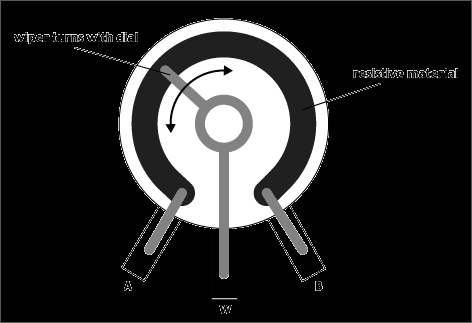 wiper turns with dial
resistive material
A
B
W